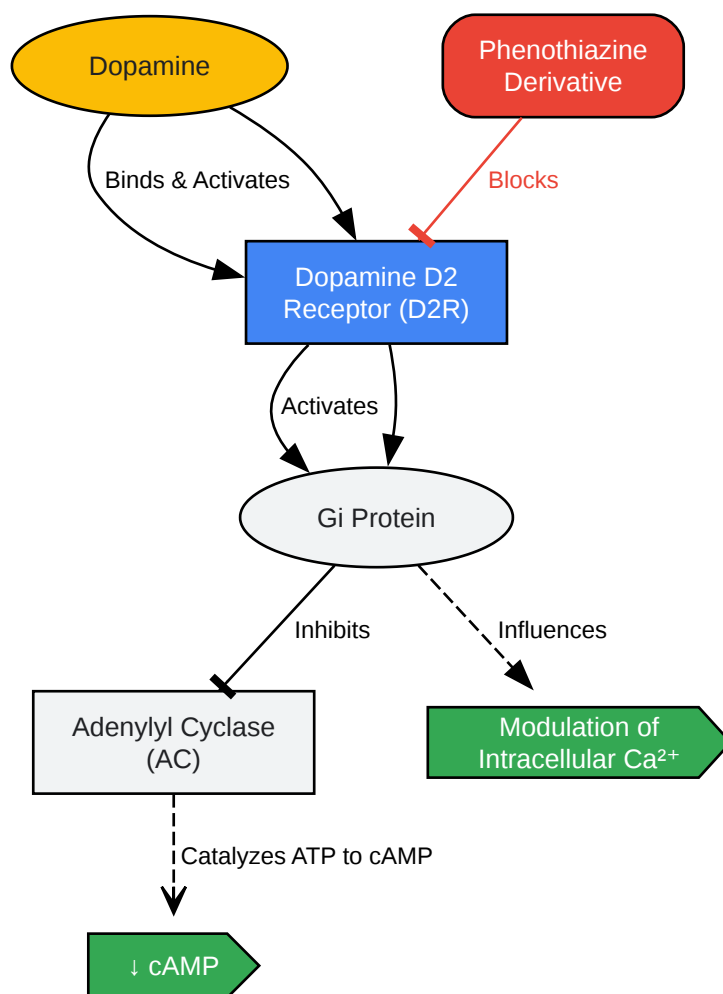 Dopamine
Phenothiazine
Derivative
Binds & Activates
Blocks
Dopamine D2
Receptor (D2R)
Activates
Gi Protein
Inhibits
Influences
Adenylyl Cyclase
(AC)
Modulation of
Intracellular Ca²⁺
Catalyzes ATP to cAMP
↓ cAMP